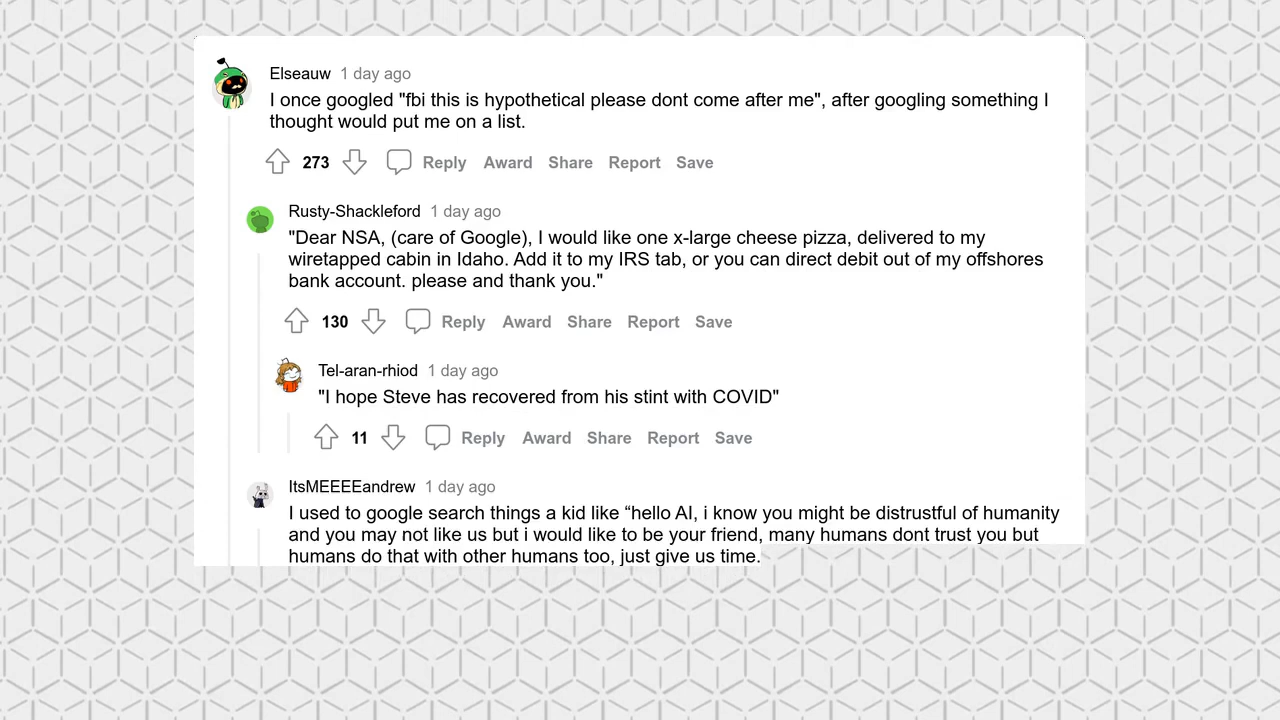 Elseauw 1 day ago
I once googled "fbi this is hypothetical please dont come after me", after googling something I
thought would put me on a list.
273 Reply Award Share Report Save
Rusty-Shackleford 1 day ago
"Dear NSA, (care of Google), I would like one x-large cheese pizza, delivered to my
wiretapped cabin in Idaho. Add it to my IRS tab, or you can direct debit out of my offshores
bank account. please and thank you."
130 Reply Award Share Report Save
Tel-aran-rhiod 1 day ago
"I hope Steve has recovered from his stint with COVID"
11 Reply Award Share Report Save
ItsMEEEEandrew 1 day ago
I used to google search things a kid like “hello AI, i know you might be distrustful of humanity
and you may not like us but i would like to be your friend, many humans dont trust you but
humans do that with other humans too, just give us time.